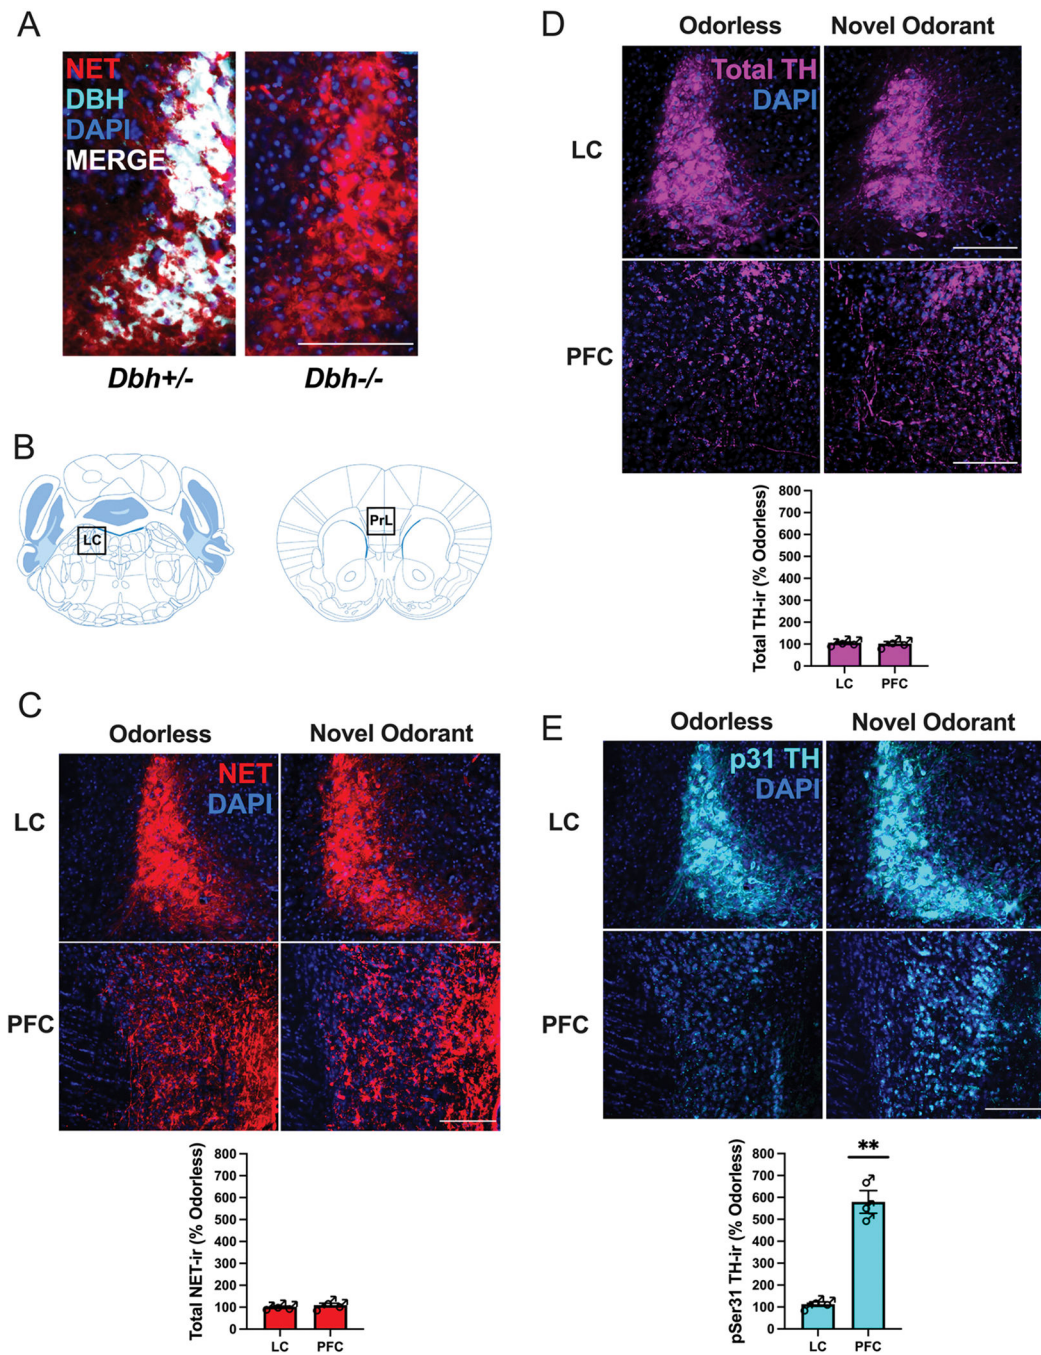 A
NET
DBH
DAPI
MERGE
Dbh+/-
Dbh-/-
B
LC
PrL
C
Odorless
Novel Odorant
NET
DAPI
LC
PFC
Total NET-ir (% Odorless)
800
700
600
500
400
300
200
100
0
LC
PFC
D
Odorless
Novel Odorant
Total TH
DAPI
LC
PFC
Total TH-ir (% Odorless)
800
700
600
500
400
300
200
100
0
LC
PFC
E
Odorless
Novel Odorant
p31 TH
DAPI
LC
PFC
pSer31 TH-ir (% Odorless)
800
700
600
500
400
300
200
100
0
**
LC
PFC